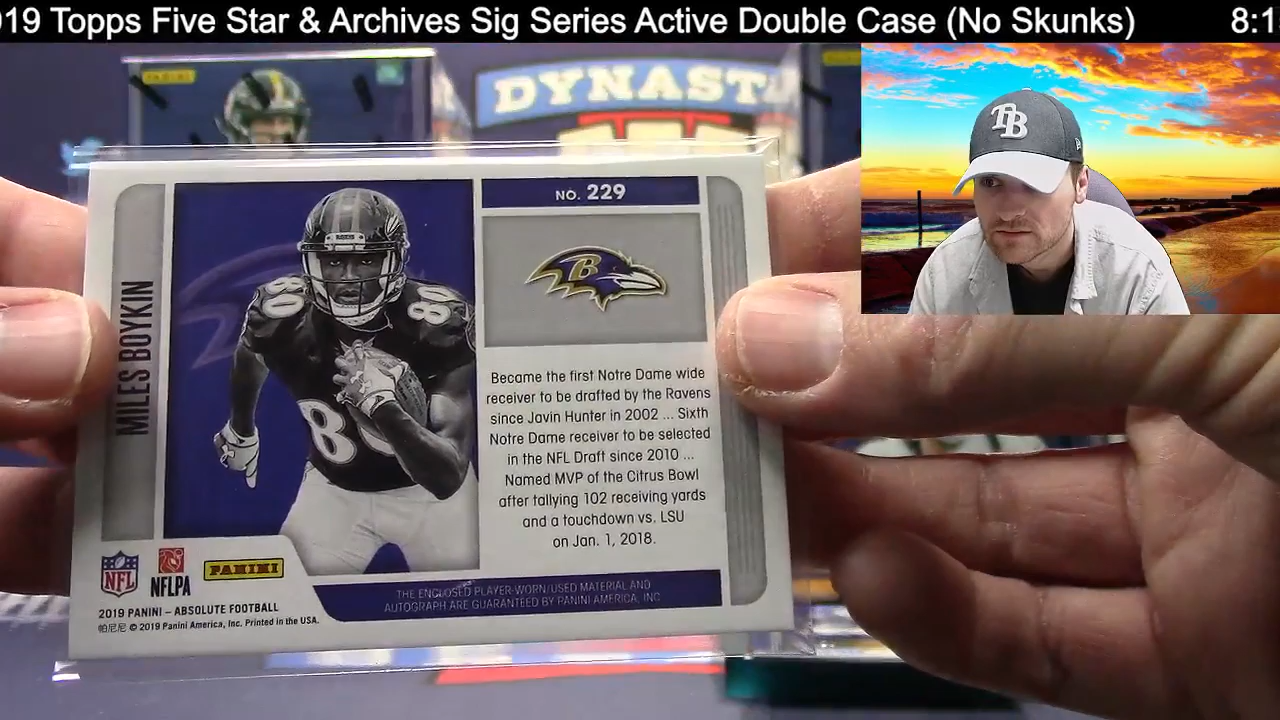 019 Topps Five Star & Archives Sig Series Active Double Case (No Skunks) 8:1
PANINI
DYNAST
TB
NO. 229
B
MILES BOYKIN
80 80
80
Became the first Notre Dame wide
receiver to be drafted by the Ravens
since Javin Hunter in 2002 ... Sixth
Notre Dame receiver to be selected
in the NFL Draft since 2010 ...
Named MVP of the Citrus Bowl
after tallying 102 receiving yards
and a touchdown vs. LSU
on Jan. 1, 2018.
NFL
NFLPA
PANINI
THE ENCLOSED PLAYER-WORN/USED MATERIAL AND
AUTOGRAPH ARE GUARANTEED BY PANINI AMERICA, INC.
2019 PANINI – ABSOLUTE FOOTBALL
帕尼尼 © 2019 Panini America, Inc. Printed in the USA.